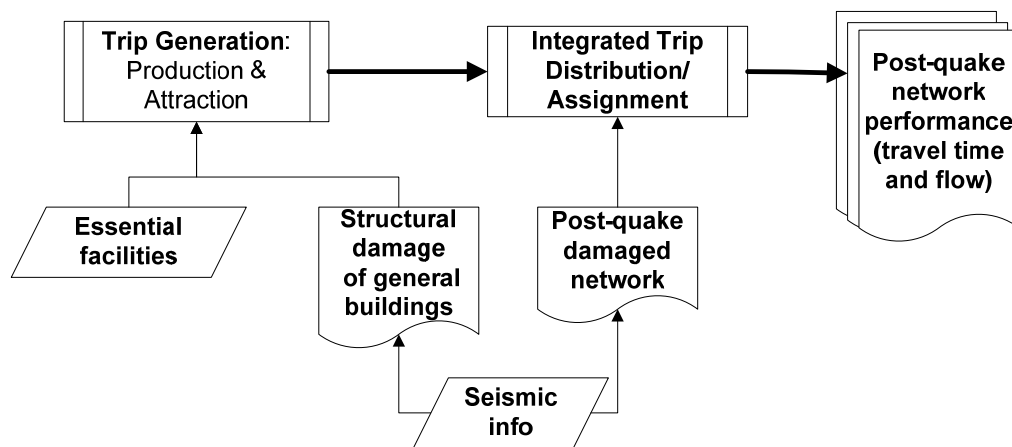 Trip Generation:
Production &
Attraction
Integrated Trip
Distribution/
Assignment
Post-quake
network
performance
(travel time
and flow)
Essential
facilities
Structural
damage
of general
buildings
Post-quake
damaged
network
Seismic
info